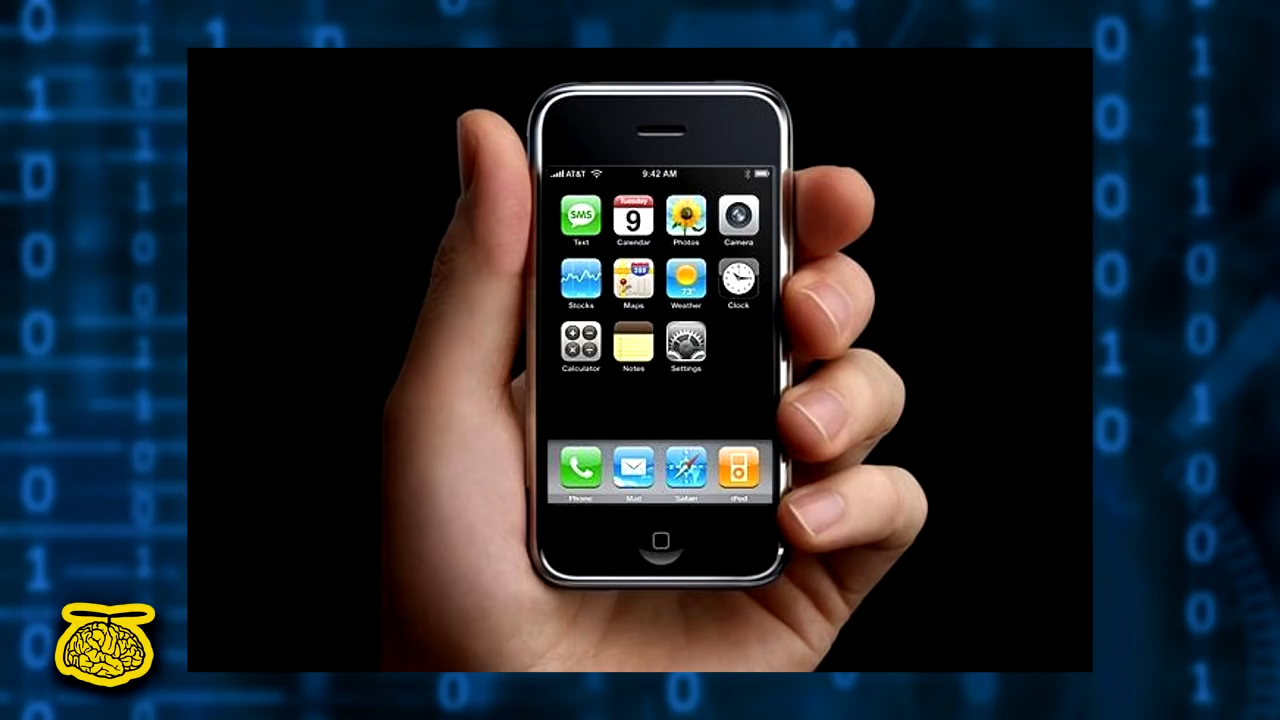 AT&T 9:42 AM
SMS Tuesday 9
Text Calendar Photos Camera
280 73°
Stocks Maps Weather Clock
Calculator Notes Settings
Phone Mail Safari iPod